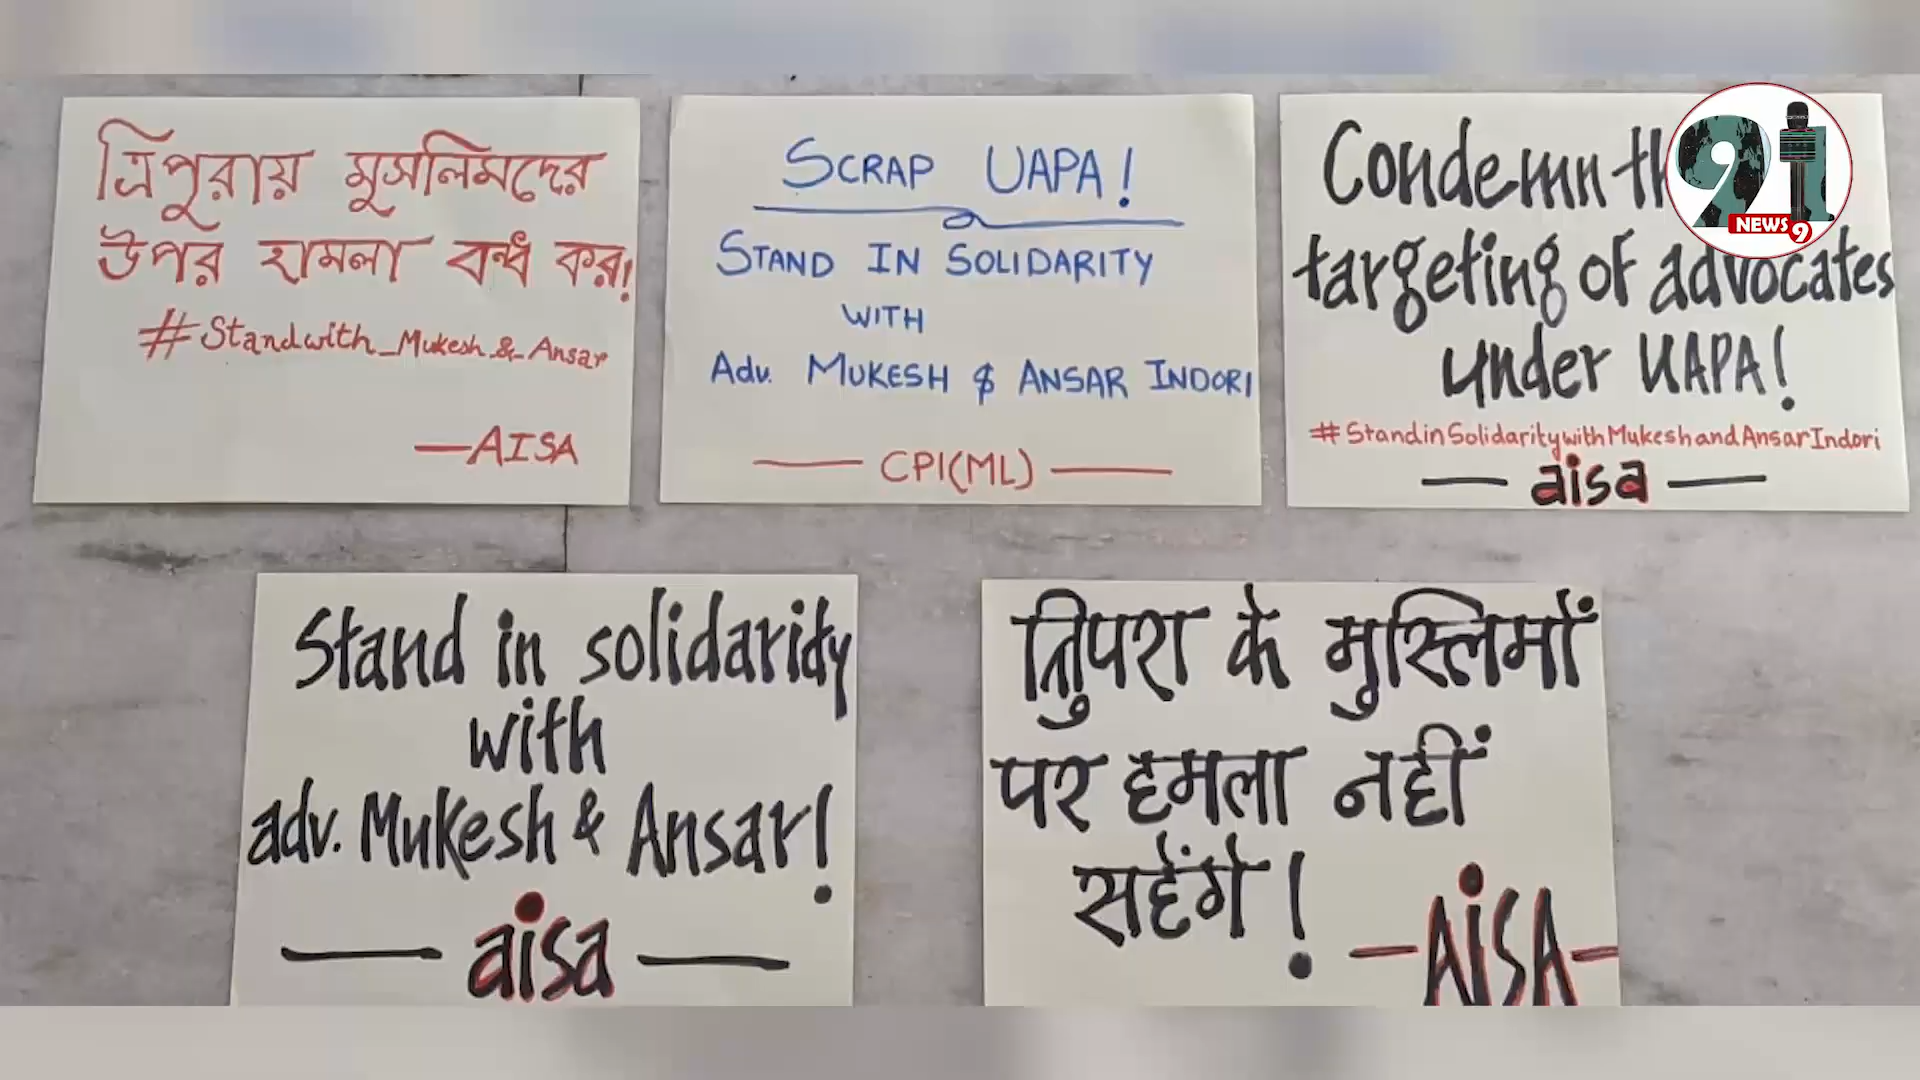 ত্রিপুরায় মুসলিমদের
উপর হামলা বন্ধ কর!
#Standwith_Mukesh_&_Ansar
—AISA
SCRAP UAPA!
STAND IN SOLIDARITY
WITH
Adv. MUKESH & ANSAR INDORI
— CPI(ML) —
Condemn
targeting of advocates
under UAPA!
#StandinSolidaritywithMukeshandAnsarIndori
— aisa —
91
NEWS 9
Stand in solidarity
with
adv. Mukesh & Ansar!
— aisa —
त्रिुपरा के मुस्लिमों
पर हमला नहीं
सहेंगे!
—AiSA—